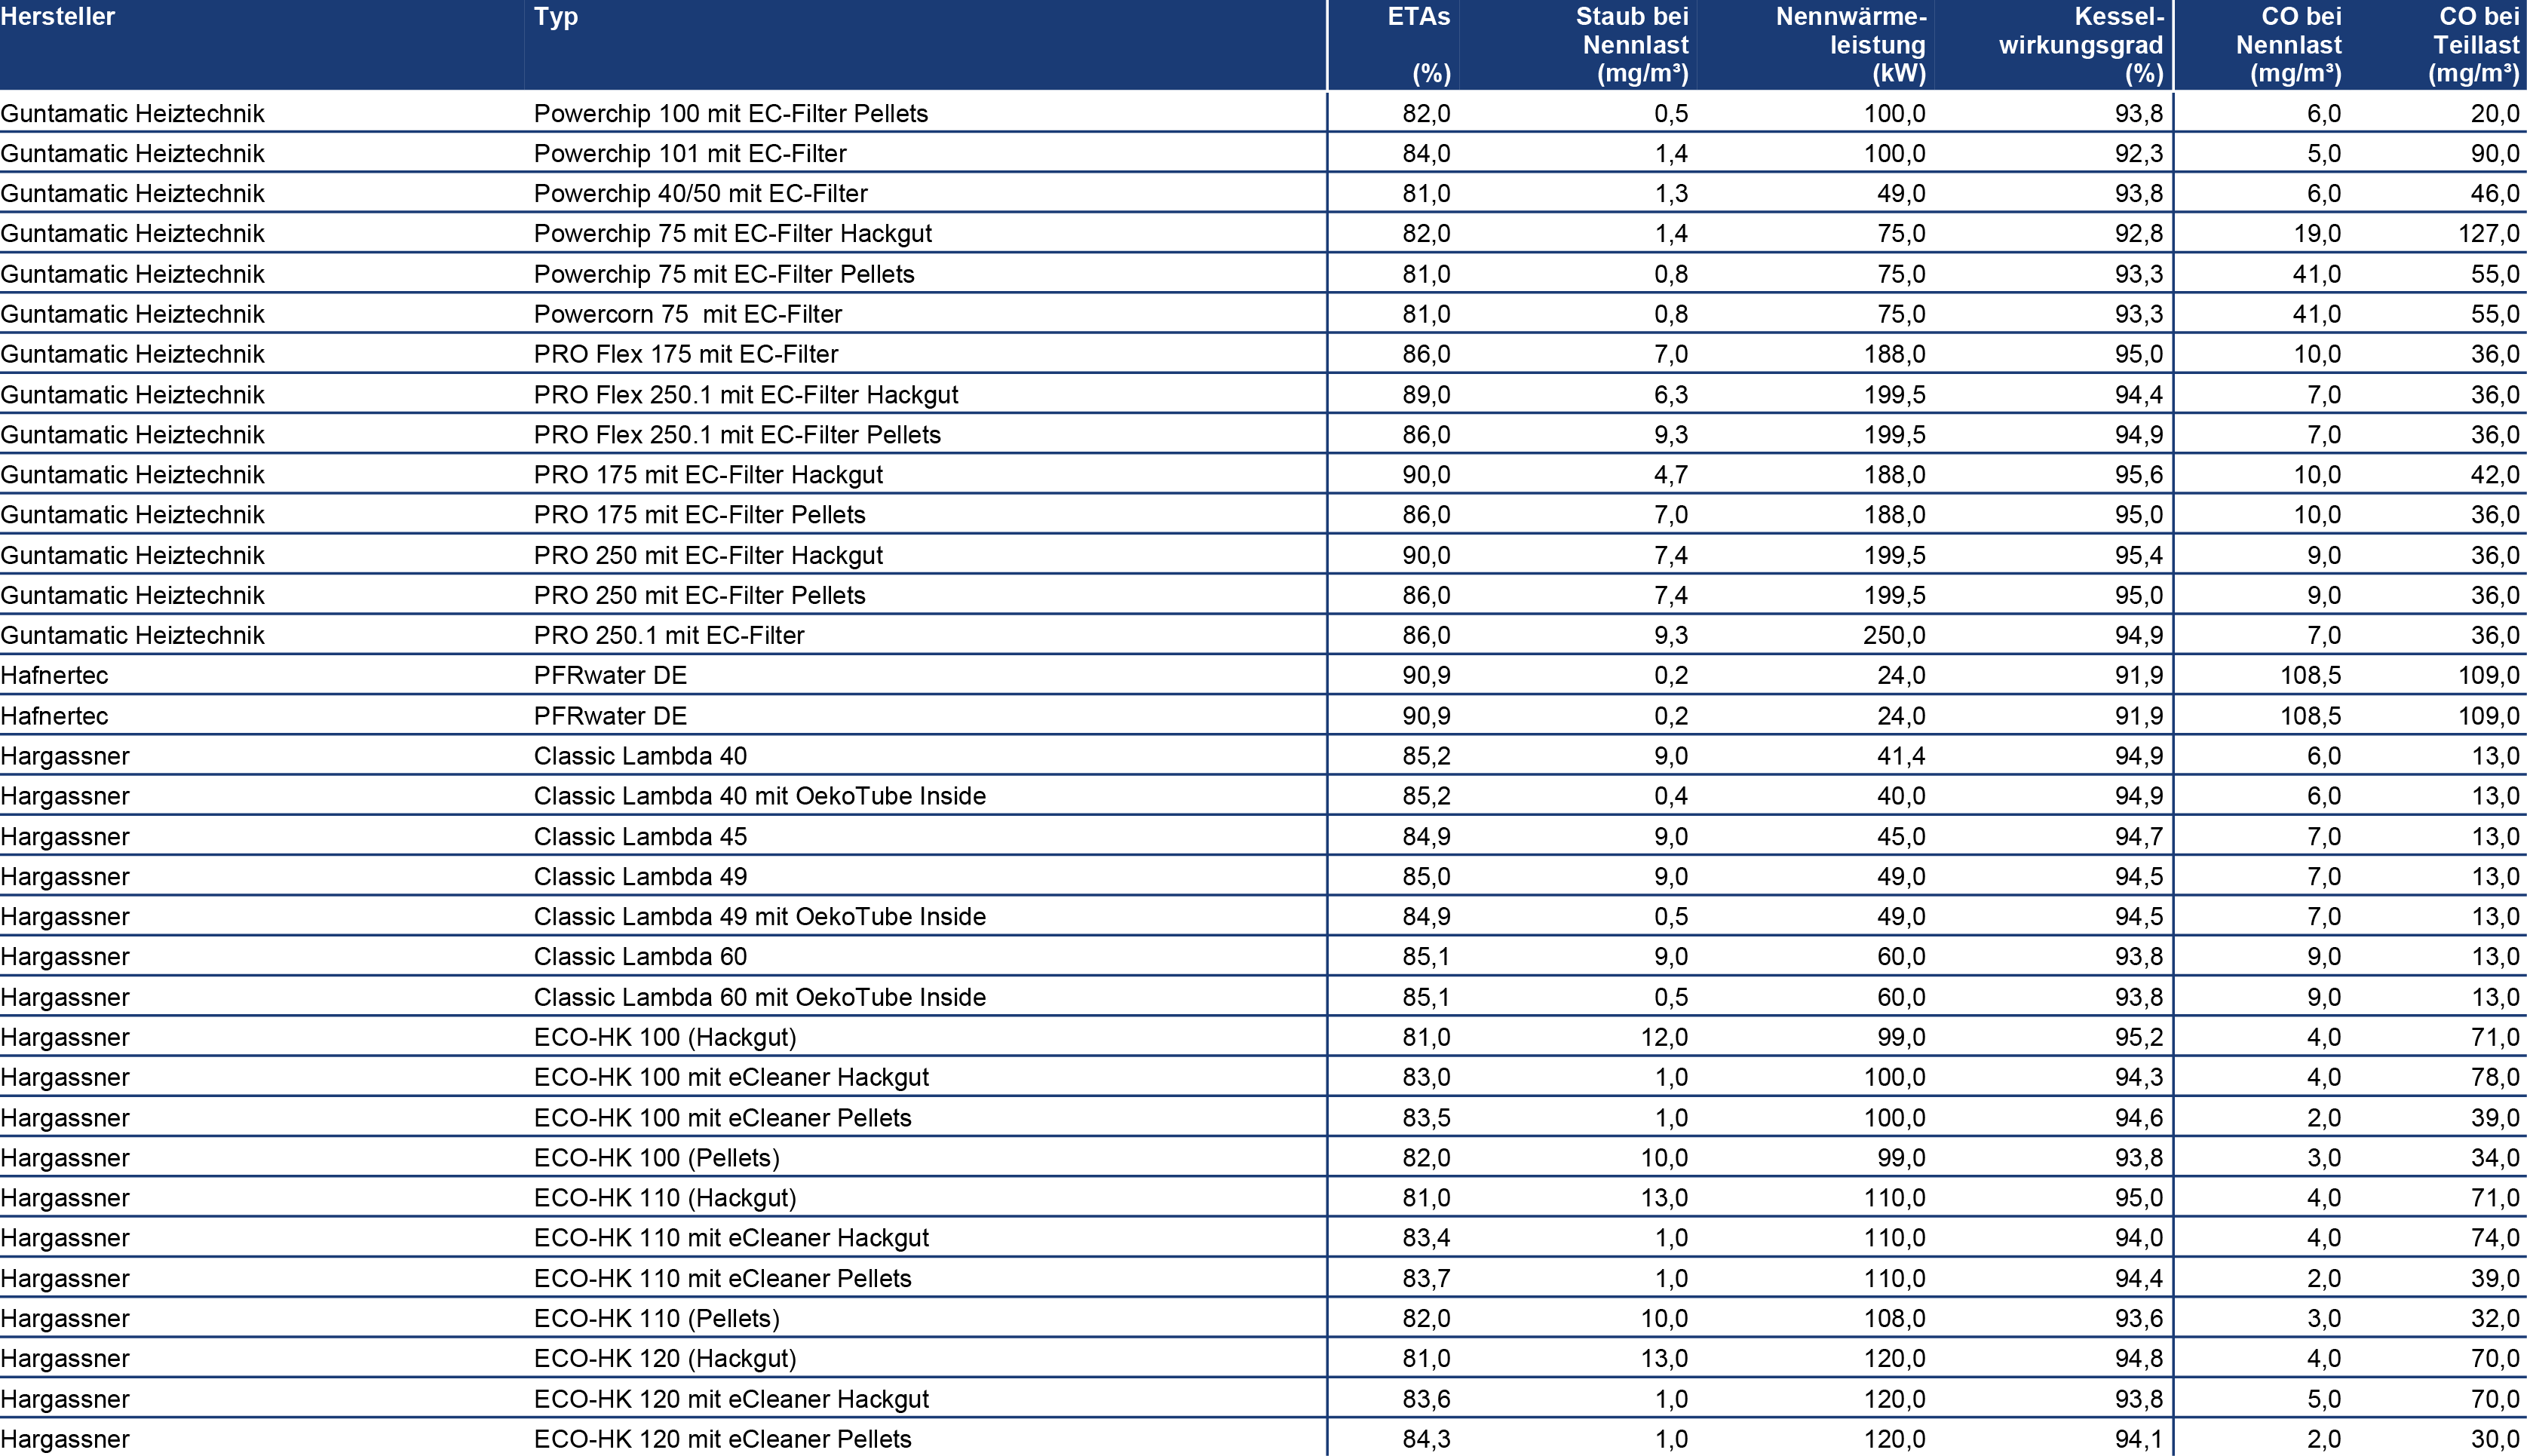 Hersteller Typ ETAs Staub bei Nennwärme- Kessel- CO bei CO bei
Nennlast leistung wirkungsgrad Nennlast Teillast
(%) (mg/m³) (kW) (%) (mg/m³) (mg/m³)
Guntamatic Heiztechnik Powerchip 100 mit EC-Filter Pellets 82,0 0,5 100,0 93,8 6,0 20,0
Guntamatic Heiztechnik Powerchip 101 mit EC-Filter 84,0 1,4 100,0 92,3 5,0 90,0
Guntamatic Heiztechnik Powerchip 40/50 mit EC-Filter 81,0 1,3 49,0 93,8 6,0 46,0
Guntamatic Heiztechnik Powerchip 75 mit EC-Filter Hackgut 82,0 1,4 75,0 92,8 19,0 127,0
Guntamatic Heiztechnik Powerchip 75 mit EC-Filter Pellets 81,0 0,8 75,0 93,3 41,0 55,0
Guntamatic Heiztechnik Powercorn 75  mit EC-Filter 81,0 0,8 75,0 93,3 41,0 55,0
Guntamatic Heiztechnik PRO Flex 175 mit EC-Filter 86,0 7,0 188,0 95,0 10,0 36,0
Guntamatic Heiztechnik PRO Flex 250.1 mit EC-Filter Hackgut 89,0 6,3 199,5 94,4 7,0 36,0
Guntamatic Heiztechnik PRO Flex 250.1 mit EC-Filter Pellets 86,0 9,3 199,5 94,9 7,0 36,0
Guntamatic Heiztechnik PRO 175 mit EC-Filter Hackgut 90,0 4,7 188,0 95,6 10,0 42,0
Guntamatic Heiztechnik PRO 175 mit EC-Filter Pellets 86,0 7,0 188,0 95,0 10,0 36,0
Guntamatic Heiztechnik PRO 250 mit EC-Filter Hackgut 90,0 7,4 199,5 95,4 9,0 36,0
Guntamatic Heiztechnik PRO 250 mit EC-Filter Pellets 86,0 7,4 199,5 95,0 9,0 36,0
Guntamatic Heiztechnik PRO 250.1 mit EC-Filter 86,0 9,3 250,0 94,9 7,0 36,0
Hafnertec PFRwater DE 90,9 0,2 24,0 91,9 108,5 109,0
Hafnertec PFRwater DE 90,9 0,2 24,0 91,9 108,5 109,0
Hargassner Classic Lambda 40 85,2 9,0 41,4 94,9 6,0 13,0
Hargassner Classic Lambda 40 mit OekoTube Inside 85,2 0,4 40,0 94,9 6,0 13,0
Hargassner Classic Lambda 45 84,9 9,0 45,0 94,7 7,0 13,0
Hargassner Classic Lambda 49 85,0 9,0 49,0 94,5 7,0 13,0
Hargassner Classic Lambda 49 mit OekoTube Inside 84,9 0,5 49,0 94,5 7,0 13,0
Hargassner Classic Lambda 60 85,1 9,0 60,0 93,8 9,0 13,0
Hargassner Classic Lambda 60 mit OekoTube Inside 85,1 0,5 60,0 93,8 9,0 13,0
Hargassner ECO-HK 100 (Hackgut) 81,0 12,0 99,0 95,2 4,0 71,0
Hargassner ECO-HK 100 mit eCleaner Hackgut 83,0 1,0 100,0 94,3 4,0 78,0
Hargassner ECO-HK 100 mit eCleaner Pellets 83,5 1,0 100,0 94,6 2,0 39,0
Hargassner ECO-HK 100 (Pellets) 82,0 10,0 99,0 93,8 3,0 34,0
Hargassner ECO-HK 110 (Hackgut) 81,0 13,0 110,0 95,0 4,0 71,0
Hargassner ECO-HK 110 mit eCleaner Hackgut 83,4 1,0 110,0 94,0 4,0 74,0
Hargassner ECO-HK 110 mit eCleaner Pellets 83,7 1,0 110,0 94,4 2,0 39,0
Hargassner ECO-HK 110 (Pellets) 82,0 10,0 108,0 93,6 3,0 32,0
Hargassner ECO-HK 120 (Hackgut) 81,0 13,0 120,0 94,8 4,0 70,0
Hargassner ECO-HK 120 mit eCleaner Hackgut 83,6 1,0 120,0 93,8 5,0 70,0
Hargassner ECO-HK 120 mit eCleaner Pellets 84,3 1,0 120,0 94,1 2,0 30,0